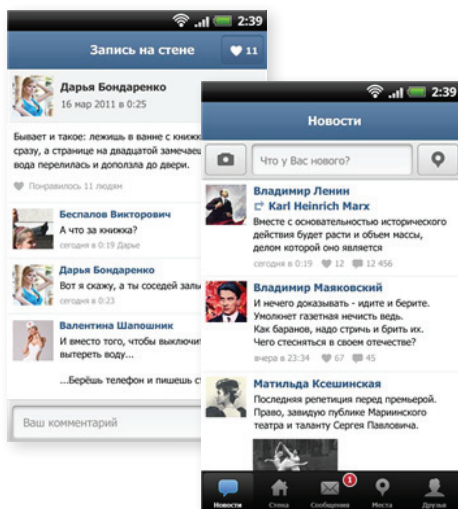 2:39
Запись на стене
11
Дарья Бондаренко
16 мар 2011 в 0:25
Бывает и такое: лежишь в ванне с книжк
сразу, а странице на двадцатой замечаеш
вода перелилась и доползла до двери.
Понравилось 11 людям
Беспалов Викторович
А что за книжка?
сегодня в 0:19 Дарье
Дарья Бондаренко
Вот я скажу, а ты соседей заль
сегодня в 0:23
Валентина Шапошник
И вместо того, чтобы выключит
вытереть воду...
...Берёшь телефон и пишешь ст
Ваш комментарий
2:39
Новости
Что у Вас нового?
Владимир Ленин
Karl Heinrich Marx
Вместе с основательностью исторического
действия будет расти и объем массы,
делом которой оно является
сегодня в 0:19 12 12 456
Владимир Маяковский
И нечего доказывать - идите и берите.
Умолкнет газетная нечисть ведь.
Как баранов, надо стричь и брить их.
Чего стесняться в своем отечестве?
вчера в 23:34 67 45
Матильда Ксешинская
Последняя репетиция перед премьерой.
Право, завидую публике Мариинского
театра и таланту Сергея Павловича.
1
Новости Стена Сообщения Места Друзья